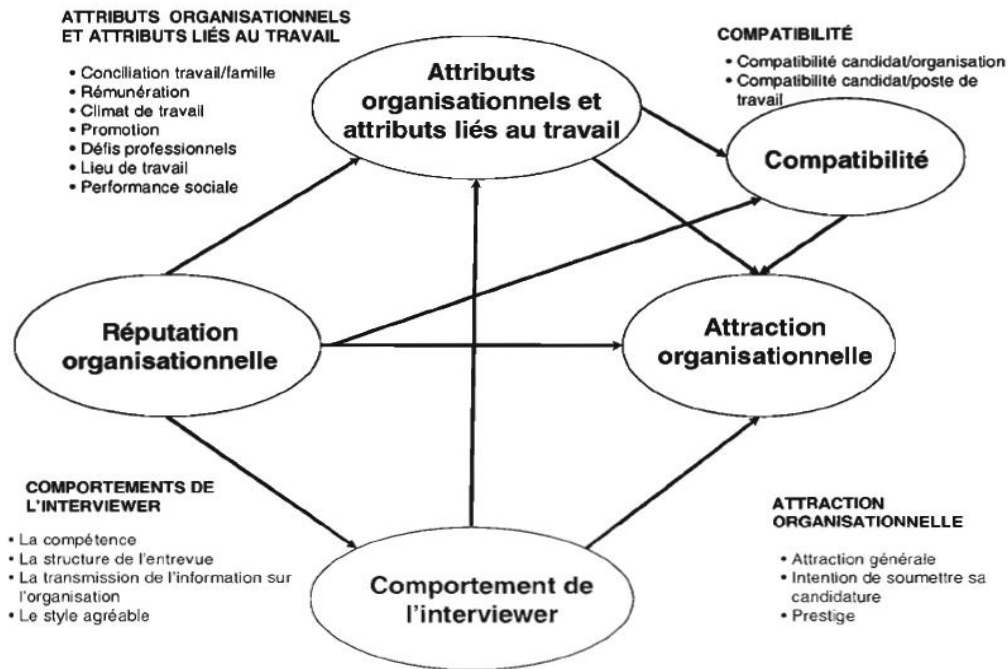 ATTRIBUTS ORGANISATIONNELS
ET ATTRIBUTS LIÉS AU TRAVAIL
• Conciliation travail/famille
• Rémunération
• Climat de travail
• Promotion
• Défis professionnels
• Lieu de travail
• Performance sociale
Attributs
organisationnels et
attributs liés au travail
COMPATIBILITÉ
• Compatibilité candidat/organisation
• Compatibilité candidat/poste de
travail
Compatibilité
Réputation
organisationnelle
Attraction
organisationnelle
COMPORTEMENTS DE
L'INTERVIEWER
• La compétence
• La structure de l'entrevue
• La transmission de l'information sur
l'organisation
• Le style agréable
Comportement de
l'interviewer
ATTRACTION
ORGANISATIONNELLE
• Attraction générale
• Intention de soumettre sa
candidature
• Prestige